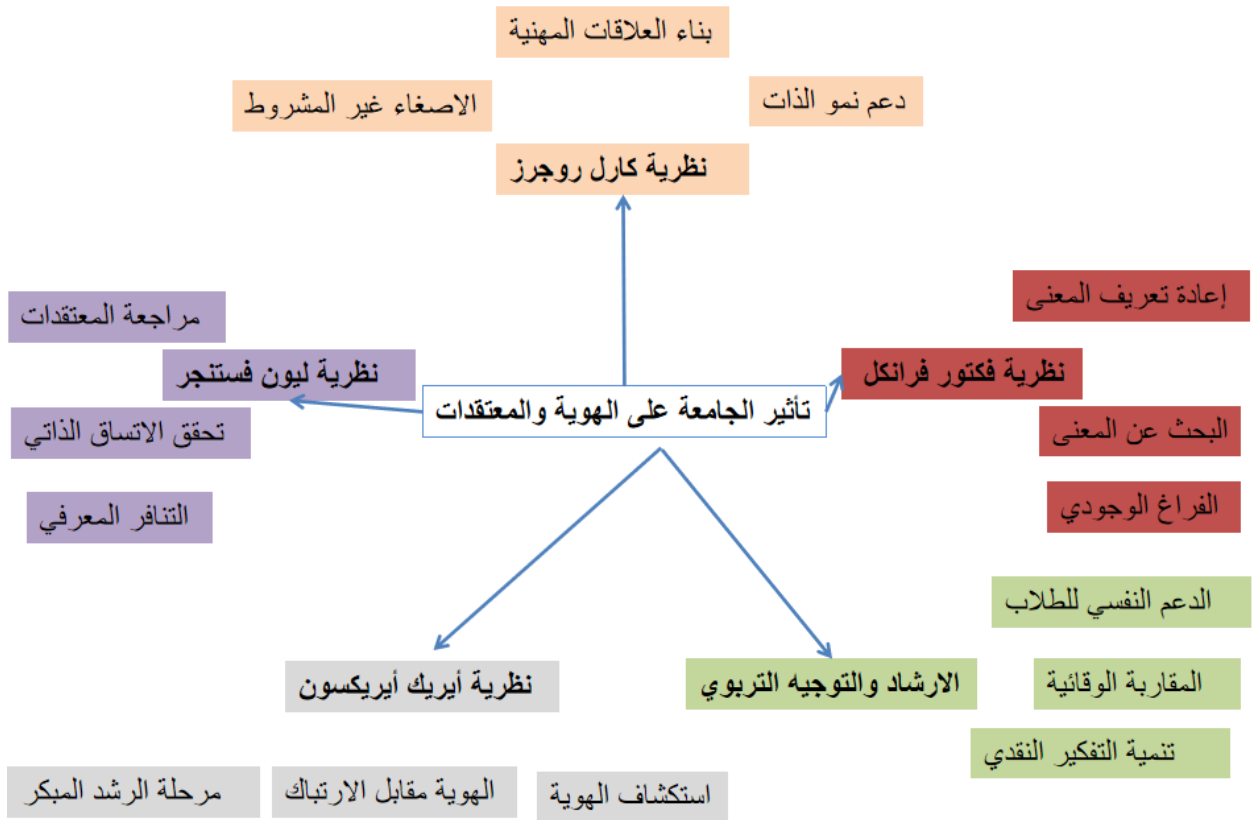 بناء العلاقات المهنية
دعم نمو الذات
الاصغاء غير المشروط
نظرية كارل روجرز
إعادة تعريف المعنى
مراجعة المعتقدات
نظرية فكتور فرانكل
نظرية ليون فستنجر
تأثير الجامعة على الهوية والمعتقدات
البحث عن المعنى
تحقق الاتساق الذاتي
الفراغ الوجودي
التنافر المعرفي
الدعم النفسي للطلاب
الارشاد والتوجيه التربوي
نظرية أيريك أيريكسون
المقاربة الوقائية
تنمية التفكير النقدي
استكشاف الهوية
الهوية مقابل الارتباك
مرحلة الرشد المبكر